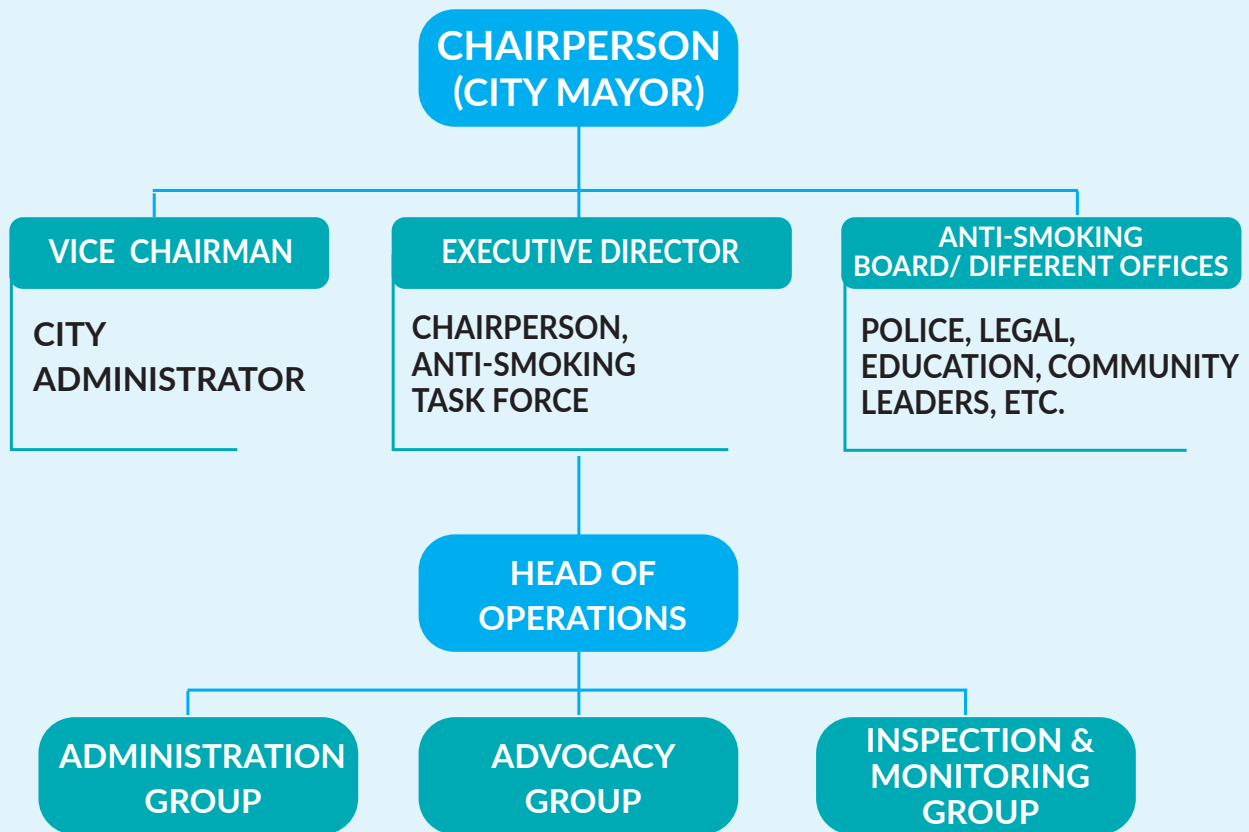 CHAIRPERSON
(CITY MAYOR)
VICE CHAIRMAN
CITY
ADMINISTRATOR
EXECUTIVE DIRECTOR
CHAIRPERSON,
ANTI-SMOKING
TASK FORCE
ANTI-SMOKING
BOARD/ DIFFERENT OFFICES
POLICE, LEGAL,
EDUCATION, COMMUNITY
LEADERS, ETC.
HEAD OF
OPERATIONS
ADMINISTRATION
GROUP
ADVOCACY
GROUP
INSPECTION &
MONITORING
GROUP